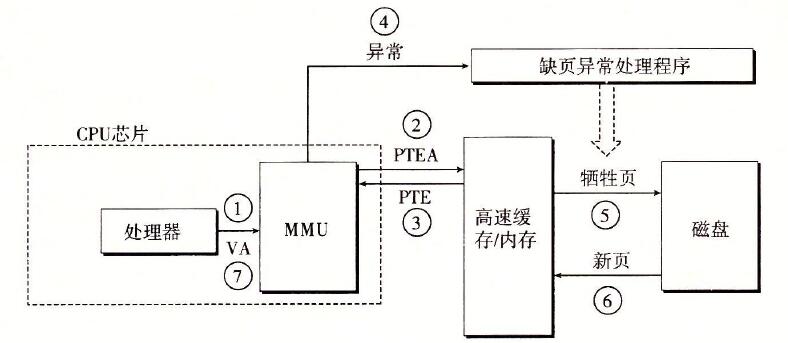 ④
异常
缺页异常处理程序
CPU芯片
②
PTEA
PTE
③
①
处理器
VA
⑦
MMU
高速缓
存/内存
牺牲页
⑤
新页
⑥
磁盘